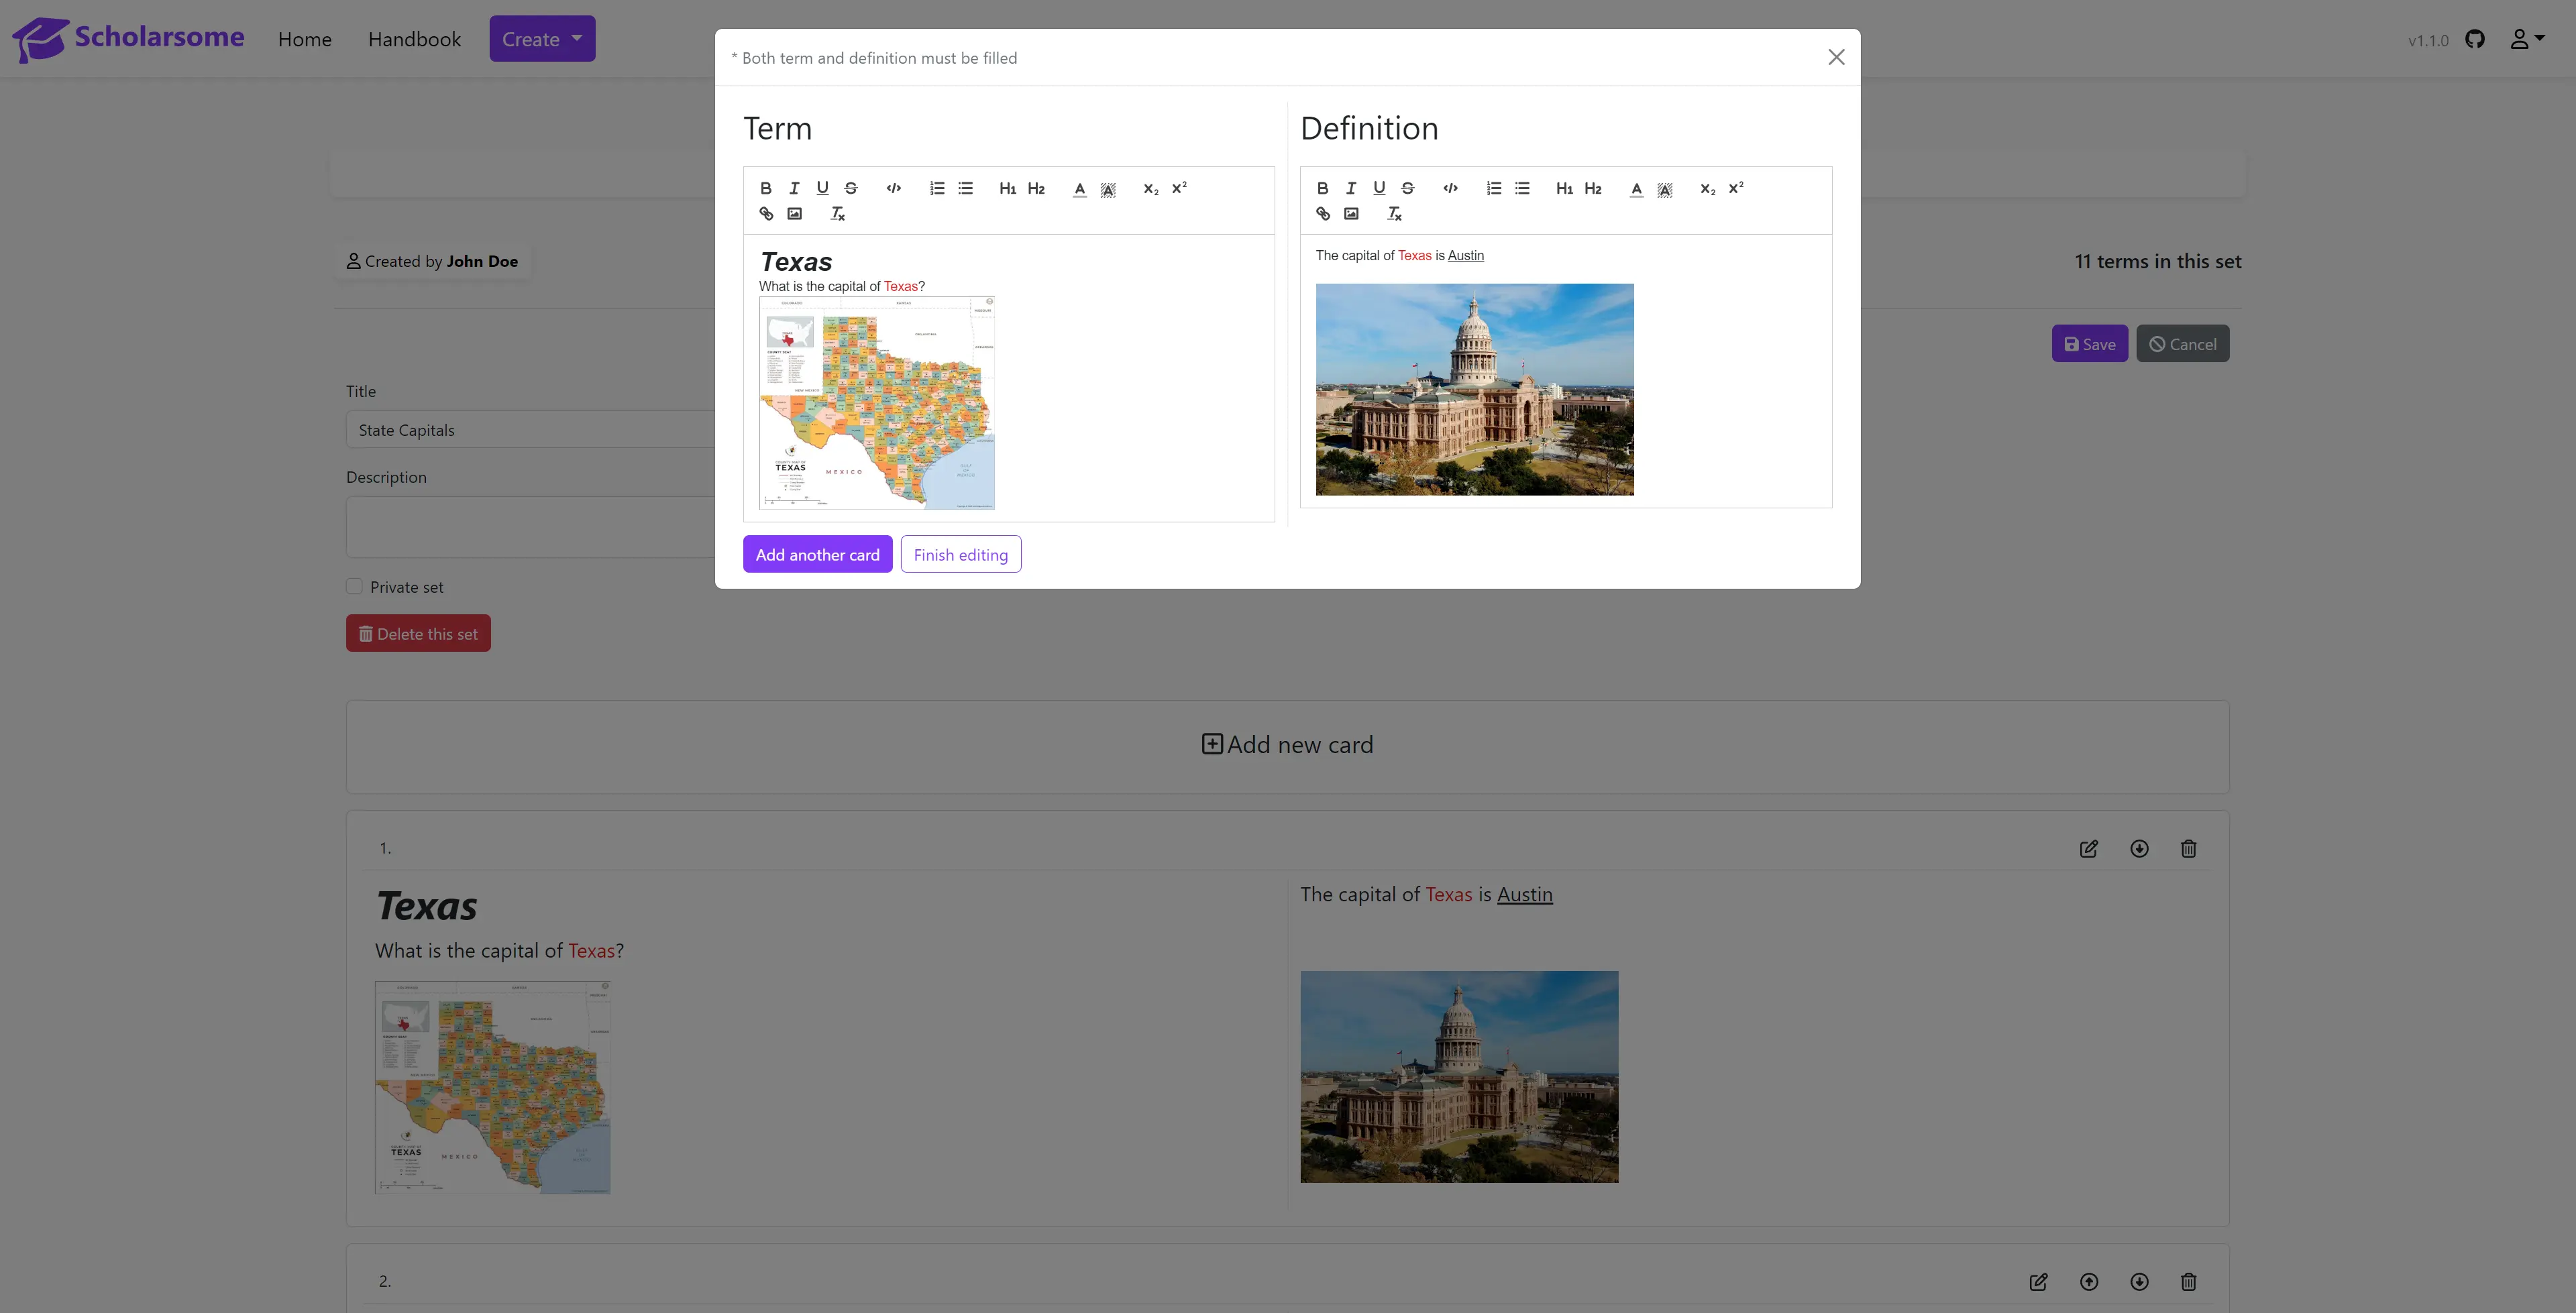 Scholarsome
Home
Handbook
Create
v1.1.0
* Both term and definition must be filled
Term
Definition
B I U S </> H1 H2 A A X2 X2
Tx
B I U S </> H1 H2 A A X2 X2
Tx
Texas
What is the capital of Texas?
TEXAS
MEXICO
The capital of Texas is Austin
Add another card
Finish editing
Created by John Doe
11 terms in this set
Save
Cancel
Title
State Capitals
Description
Private set
Delete this set
Add new card
1.
Texas
What is the capital of Texas?
TEXAS
MEXICO
The capital of Texas is Austin
2.